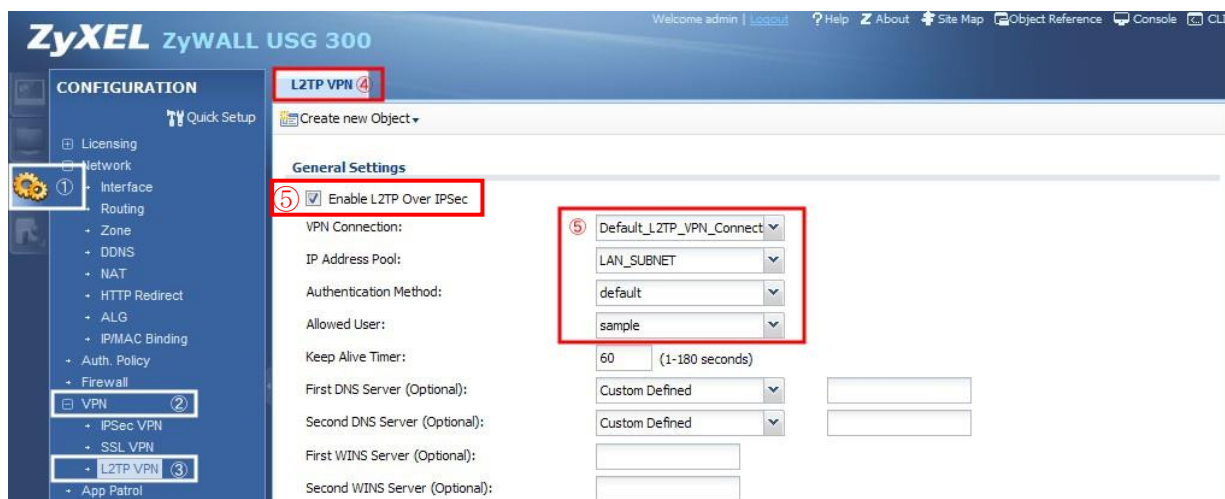 Welcome admin | Logout ?Help Z About Site Map Object Reference Console CLI
ZyXEL ZyWALL USG 300
CONFIGURATION
Quick Setup
Licensing
Network
①
Interface
Routing
Zone
DDNS
NAT
HTTP Redirect
ALG
IP/MAC Binding
Auth. Policy
Firewall
VPN ②
IPSec VPN
SSL VPN
L2TP VPN ③
App Patrol
L2TP VPN ④
Create new Object
General Settings
⑤ Enable L2TP Over IPSec
VPN Connection: ⑤ Default_L2TP_VPN_Connect
IP Address Pool: LAN_SUBNET
Authentication Method: default
Allowed User: sample
Keep Alive Timer: 60 (1-180 seconds)
First DNS Server (Optional): Custom Defined
Second DNS Server (Optional): Custom Defined
First WINS Server (Optional):
Second WINS Server (Optional):